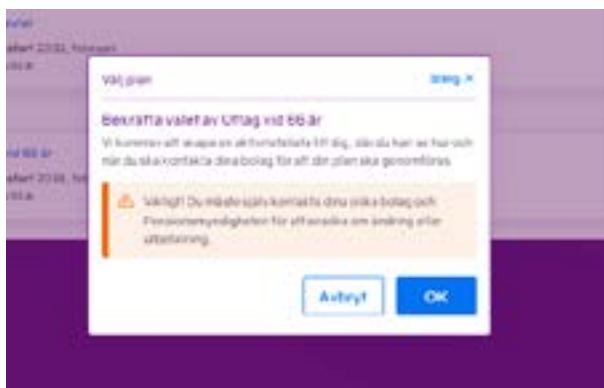 Välj plan
Stäng ×
Bekräfta valet av Uttag vid 66 år
Vi kommer att skapa en aktivitetslista till dig, där du kan se hur och
när du ska kontakta dina bolag för att din plan ska genomföras.
Viktigt! Du måste själv kontakta dina olika bolag och
Pensionsmyndigheten för att ansöka om ändring eller
utbetalning.
Avbryt
OK